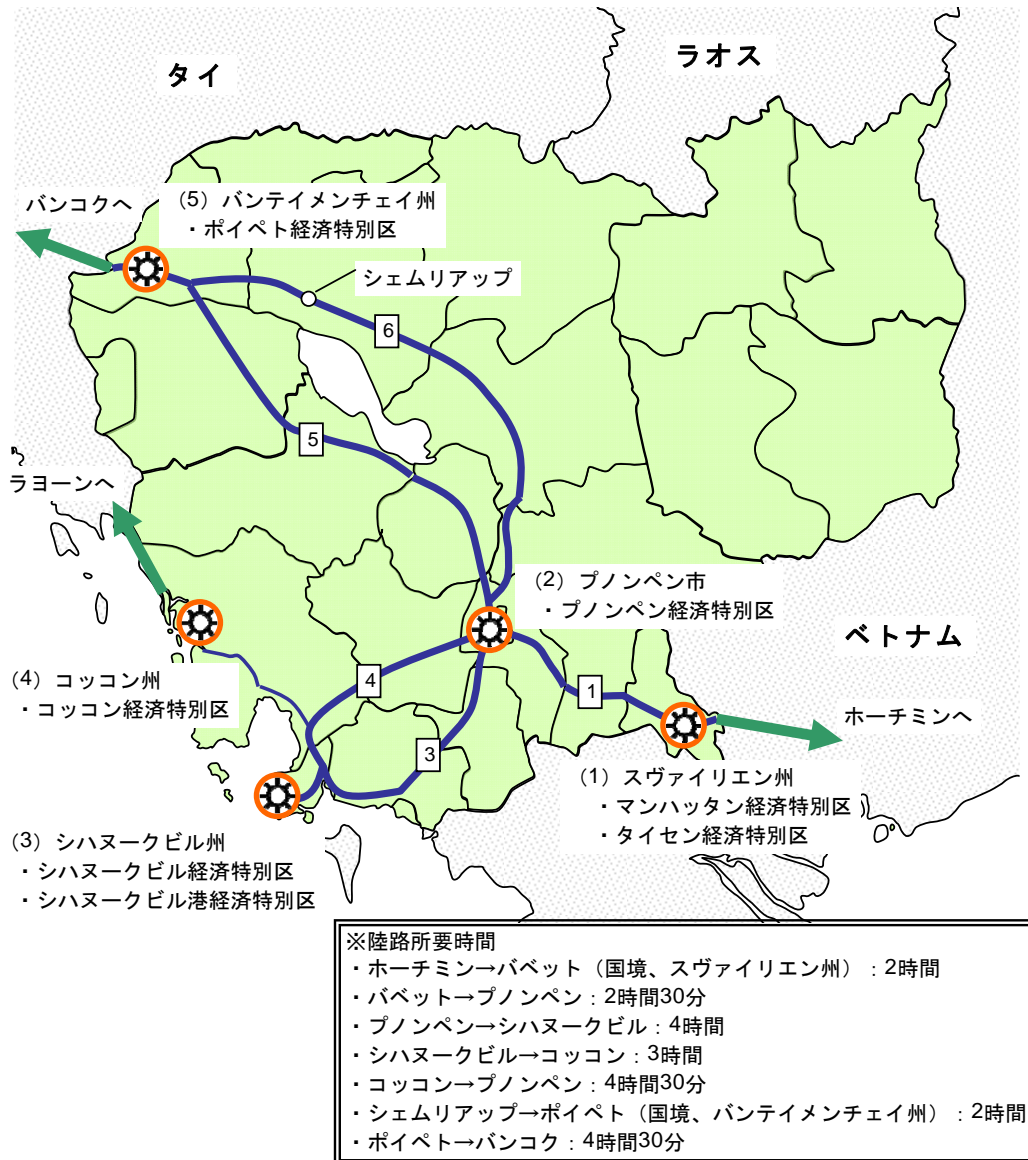 タイ
ラオス
バンコクへ
(5) バンテイメンチェイ州
・ポイペト経済特別区
シェムリアップ
6
5
ラヨーンへ
(2) プノンペン市
・プノンペン経済特別区
ベトナム
(4) コッコン州
・コッコン経済特別区
4
1
ホーチミンへ
3
(1) スヴァイリエン州
・マンハッタン経済特別区
・タイセン経済特別区
(3) シハヌークビル州
・シハヌークビル経済特別区
・シハヌークビル港経済特別区
※陸路所要時間
・ホーチミン→バベット（国境、スヴァイリエン州）：2時間
・バベット→プノンペン：2時間30分
・プノンペン→シハヌークビル：4時間
・シハヌークビル→コッコン：3時間
・コッコン→プノンペン：4時間30分
・シェムリアップ→ポイペト（国境、バンテイメンチェイ州）：2時間
・ポイペト→バンコク：4時間30分